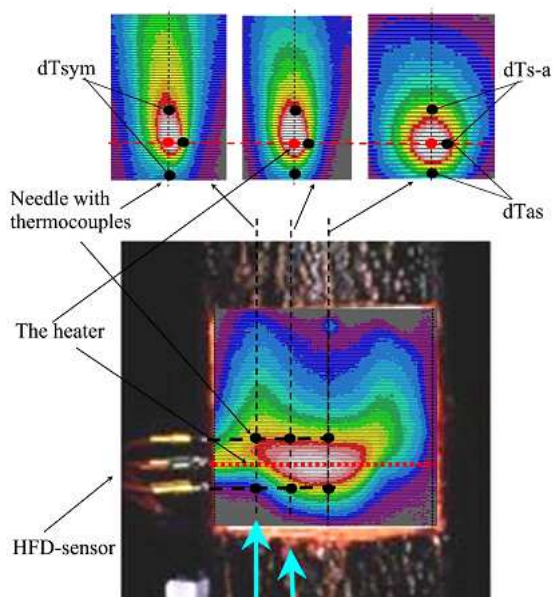 dTsym
dTs-a
Needle with
thermocouples
dTas
The heater
HFD-sensor